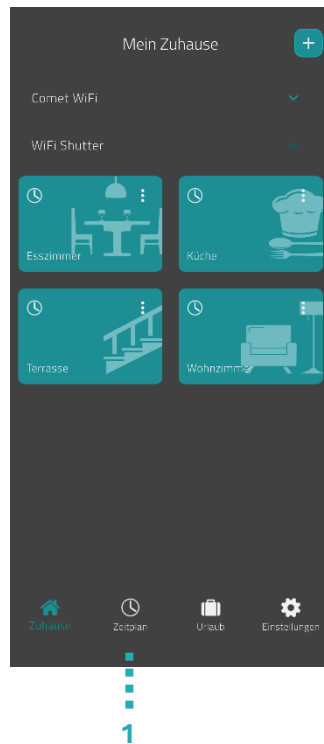 Mein Zuhause
+
Comet WiFi
WiFi Shutter
Esszimmer
Küche
Terrasse
Wohnzimmer
Zuhause
Zeitplan
Urlaub
Einstellungen
1